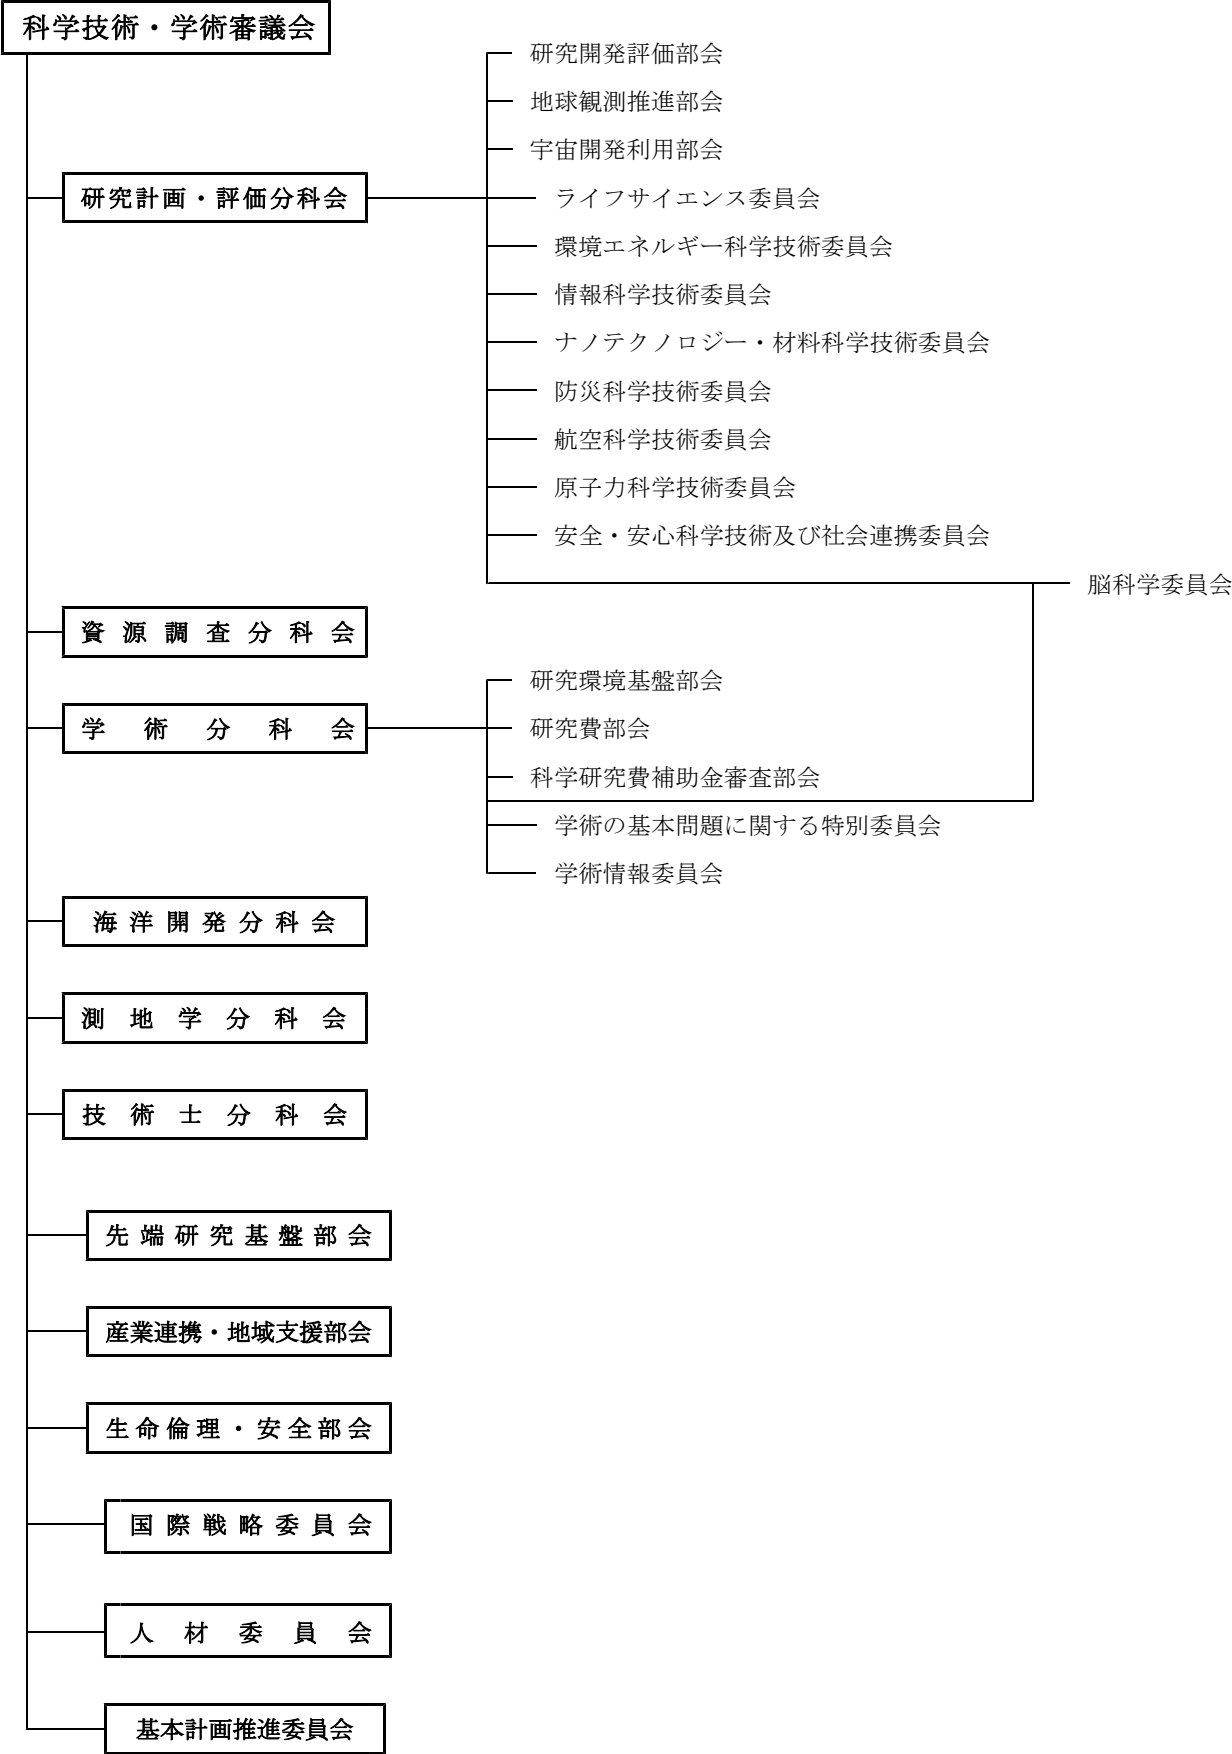 科学技術・学術審議会
研究開発評価部会
地球観測推進部会
宇宙開発利用部会
研究計画・評価分科会
ライフサイエンス委員会
環境エネルギー科学技術委員会
情報科学技術委員会
ナノテクノロジー・材料科学技術委員会
防災科学技術委員会
航空科学技術委員会
原子力科学技術委員会
安全・安心科学技術及び社会連携委員会
脳科学委員会
資源調査分科会
研究環境基盤部会
学術分科会
研究費部会
科学研究費補助金審査部会
学術の基本問題に関する特別委員会
学術情報委員会
海洋開発分科会
測地学分科会
技術士分科会
先端研究基盤部会
産業連携・地域支援部会
生命倫理・安全部会
国際戦略委員会
人材委員会
基本計画推進委員会